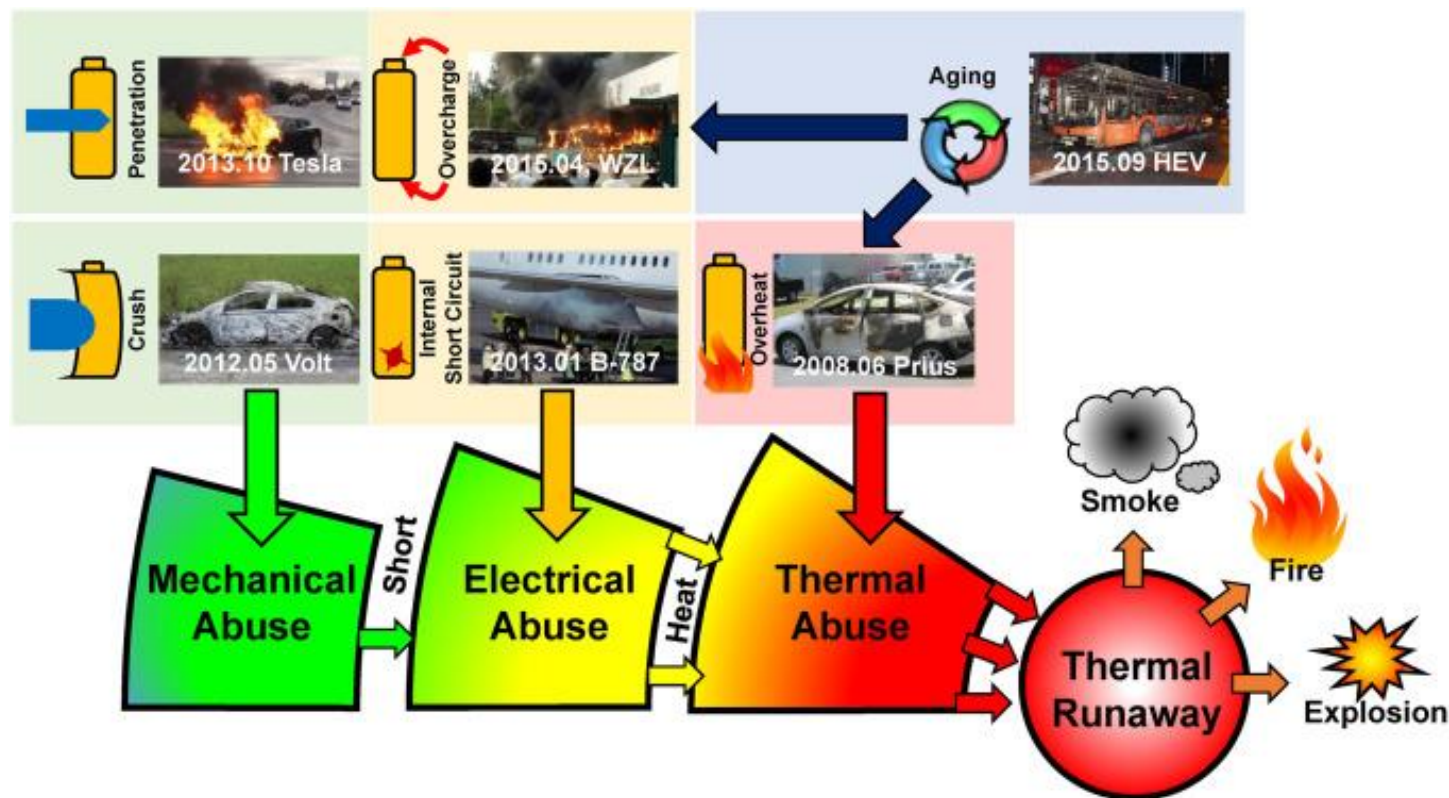 Penetration
2013.10 Tesla
Overcharge
2015.04, WZL
Aging
2015.09 HEV
Crush
2012.05 Volt
Internal
Short Circuit
2013.01 B-787
Overheat
2008.06 Prius
Mechanical
Abuse
Short
Electrical
Abuse
Heat
Thermal
Abuse
Thermal
Runaway
Smoke
Fire
Explosion